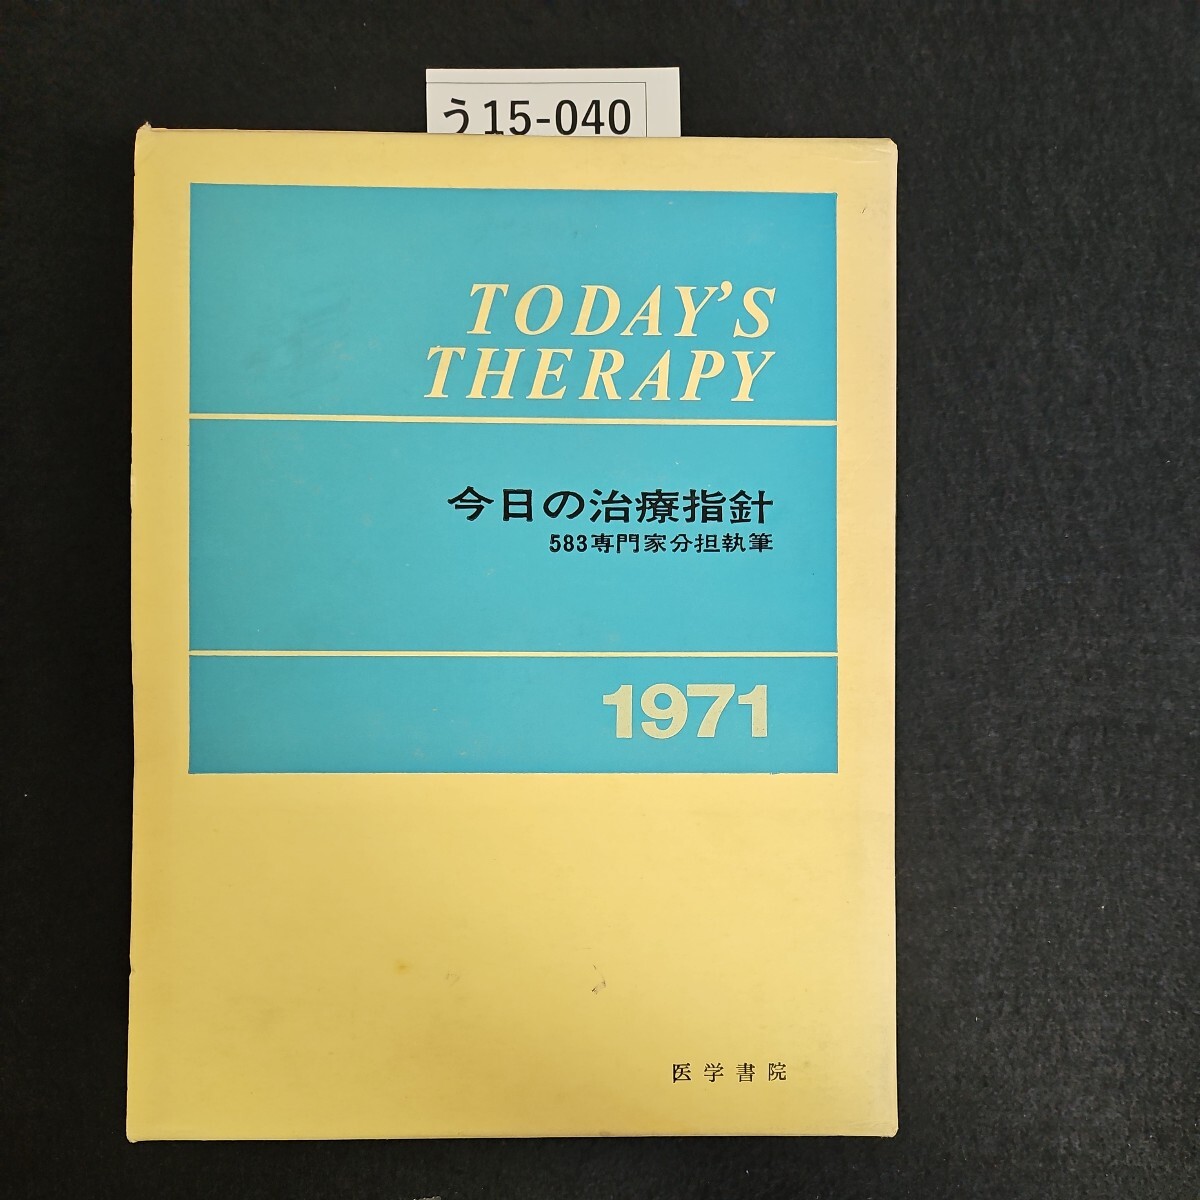 う15-040
TODAY'S
THERAPY
今日の治療指針
583専門家分担執筆
1971
医学書院